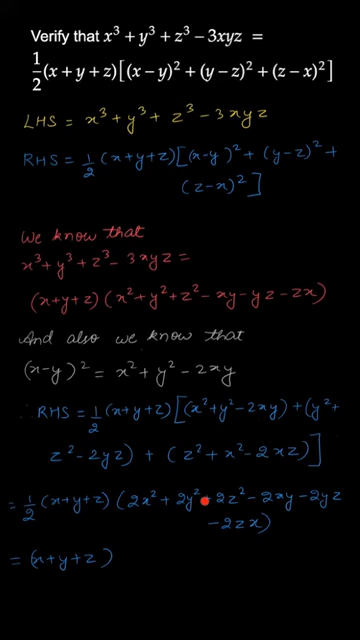 Verify that x³ + y³ + z³ − 3xyz =
1/2 (x + y + z)[(x − y)² + (y − z)² + (z − x)²]
LHS = x³ + y³ + z³ − 3xyz
RHS = 1/2 (x+y+z)[(x−y)² + (y−z)² +
(z−x)²]
We know that
x³ + y³ + z³ − 3xyz =
(x+y+z) (x² + y² + z² − xy − yz − zx)
And also we know that
(x−y)² = x² + y² − 2xy
∴ RHS = 1/2 (x+y+z)[(x²+y²−2xy) + (y²+
z² − 2yz) + (z² + x² − 2xz)]
= 1/2 (x+y+z) (2x² + 2y² + 2z² − 2xy − 2yz
− 2zx)
= (x+y+z)